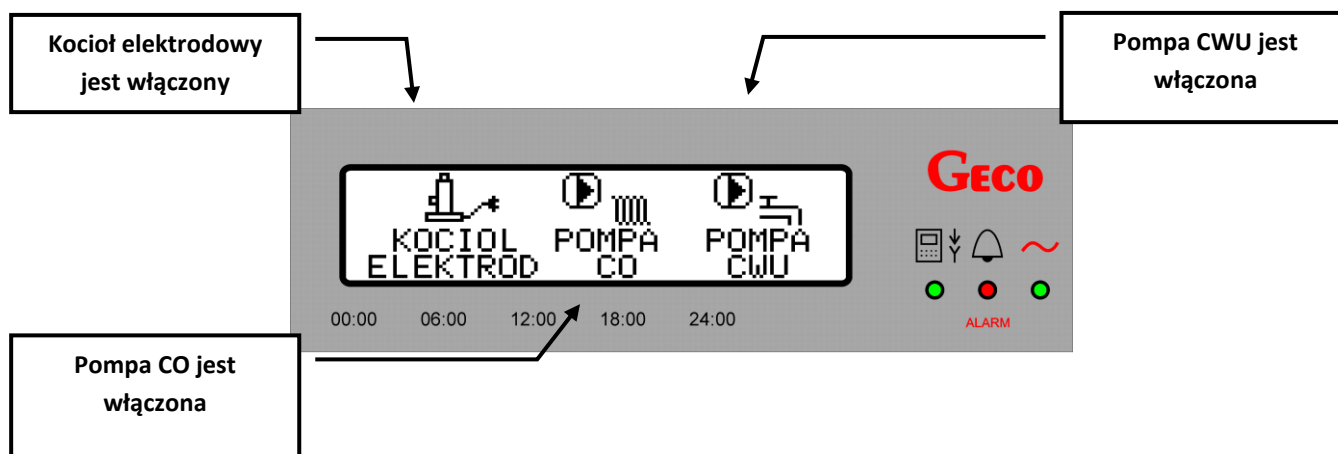 Kocioł elektrodowy
jest włączony
Pompa CWU jest
włączona
GECO
KOCIOL POMPA POMPA
ELEKTROD CO CWU
00:00 06:00 12:00 18:00 24:00
ALARM
Pompa CO jest
włączona